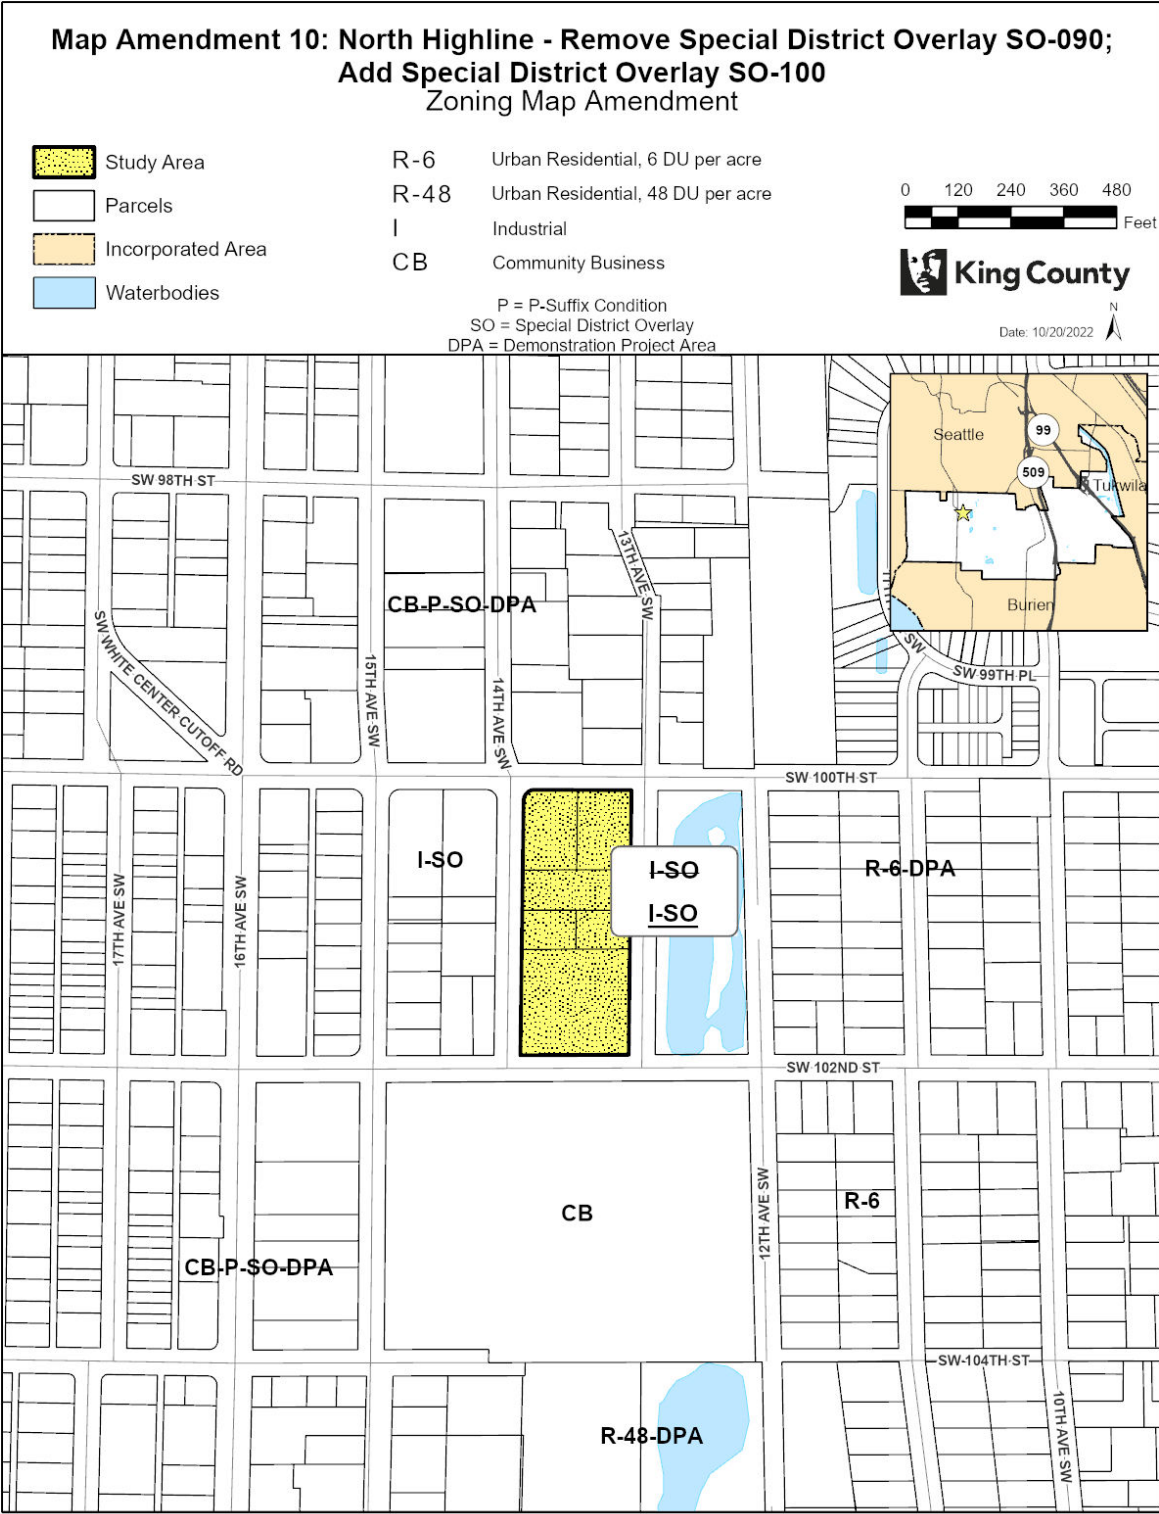 Map Amendment 10: North Highline - Remove Special District Overlay SO-090;
Add Special District Overlay SO-100
Zoning Map Amendment
Study Area
Parcels
Incorporated Area
Waterbodies
R-6 Urban Residential, 6 DU per acre
R-48 Urban Residential, 48 DU per acre
I Industrial
CB Community Business
P = P-Suffix Condition
SO = Special District Overlay
DPA = Demonstration Project Area
0 120 240 360 480
Feet
King County
N
Date: 10/20/2022
Seattle
99
509
Tukwila
Burien
SW 98TH ST
13TH AVE SW
CB-P-SO-DPA
SW WHITE CENTER CUTOFF RD
15TH AVE SW
14TH AVE SW
SW
SW 99TH PL
SW 100TH ST
I-SO
I-SO
I-SO
R-6-DPA
17TH AVE SW
16TH AVE SW
SW 102ND ST
12TH AVE SW
CB
R-6
CB-P-SO-DPA
SW 104TH ST
R-48-DPA
10TH AVE SW